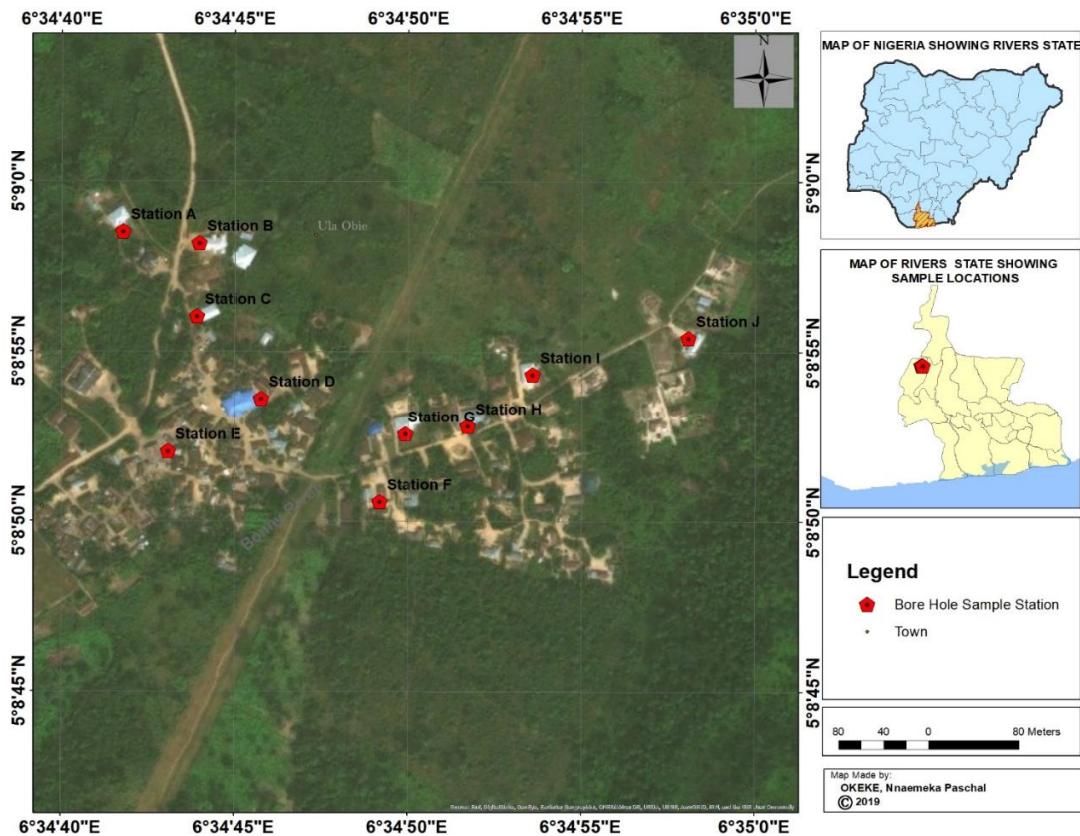 6°34'40"E 6°34'45"E 6°34'50"E 6°34'55"E 6°35'0"E
N
5°9'0"N
5°8'55"N
5°8'50"N
5°8'45"N
Station A
Station B
Ula Obie
Station C
Station J
Station I
Station D
Station G
Station H
Station E
Station F
5°9'0"N
5°8'55"N
5°8'50"N
5°8'45"N
6°34'40"E 6°34'45"E 6°34'50"E 6°34'55"E 6°35'0"E
MAP OF NIGERIA SHOWING RIVERS STATE
MAP OF RIVERS STATE SHOWING
SAMPLE LOCATIONS
Legend
Bore Hole Sample Station
Town
80 40 0 80 Meters
Map Made by:
OKEKE, Nnaemeka Paschal
© 2019